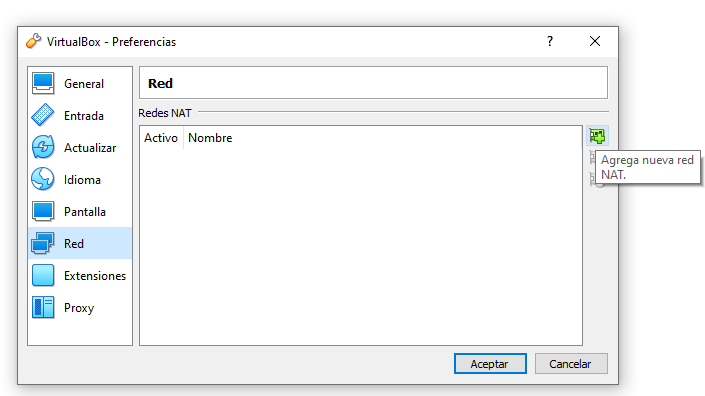 VirtualBox - Preferencias
?
General
Entrada
Actualizar
Idioma
Pantalla
Red
Extensiones
Proxy
Red
Redes NAT
Activo Nombre
Agrega nueva red
NAT.
Aceptar
Cancelar